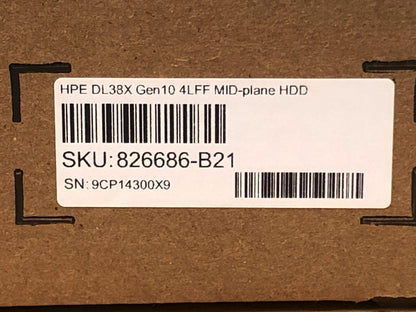 HPE DL38X Gen10 4LFF MID-plane HDD
SKU:826686-B21
SN: 9CP14300X9